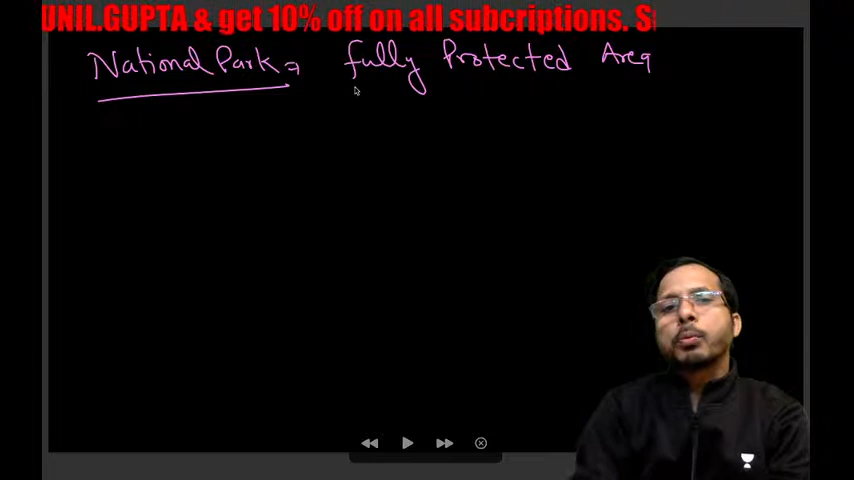 UNIL.GUPTA & get 10% off on all subcriptions. S
National Park ⇒ fully Protected Area